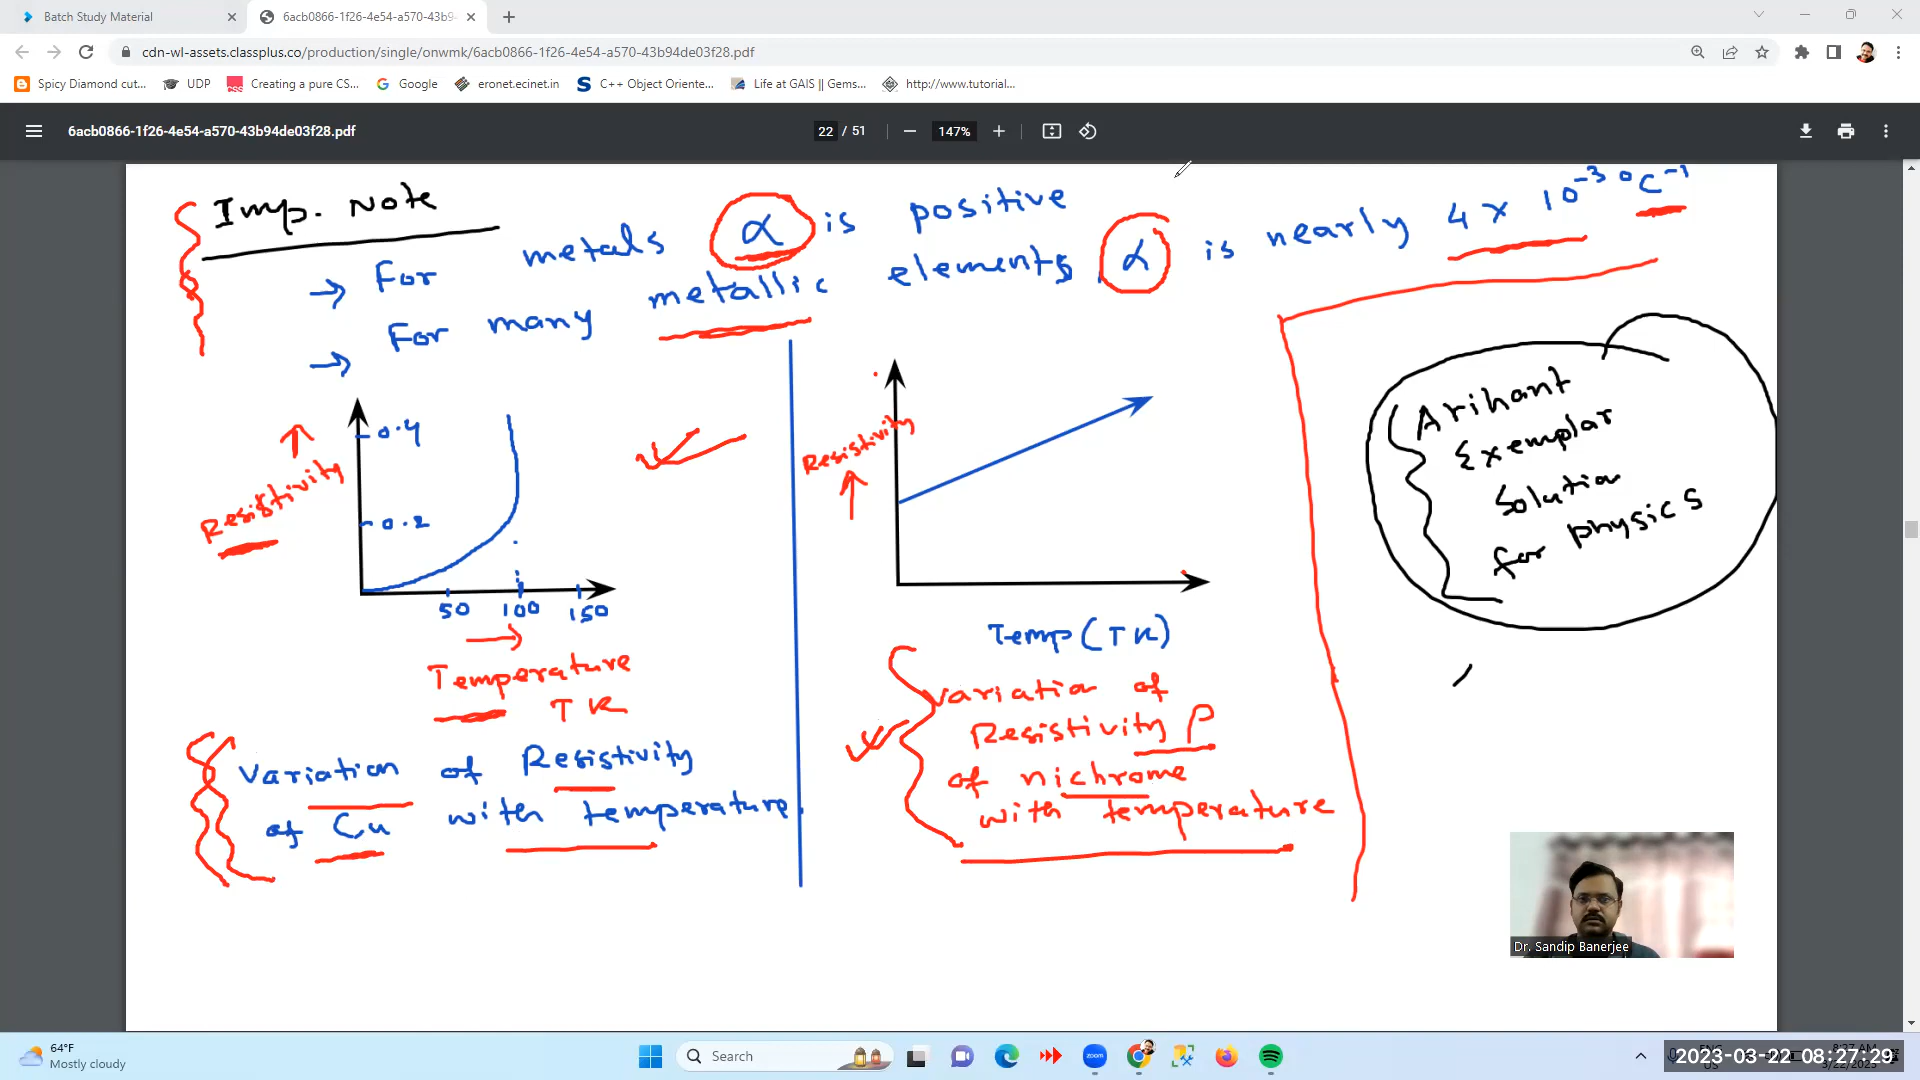 Batch Study Material
6acb0866-1f26-4e54-a570-43b9
cdn-wl-assets.classplus.co/production/single/onwmk/6acb0866-1f26-4e54-a570-43b94de03f28.pdf
Spicy Diamond cut...
UDP
Creating a pure CS...
Google
eronet.ecinet.in
C++ Object Oriente...
Life at GAIS || Gems...
http://www.tutorial...
6acb0866-1f26-4e54-a570-43b94de03f28.pdf
22 / 51
147%
Imp. Note
→ For metals α is positive
→ For many metallic elements, α is nearly 4 x 10⁻³ °C⁻¹
Resistivity
0.4
0.2
50 100 150
Temperature
TK
Variation of Resistivity
of Cu with temperature
Resistivity
Temp (TK)
Variation of
Resistivity ρ
of nichrome
with temperature
Arihant
Exemplar
Solution
for physics
Dr. Sandip Banerjee
64°F
Mostly cloudy
Search
zoom
2023-03-22 08:27:29